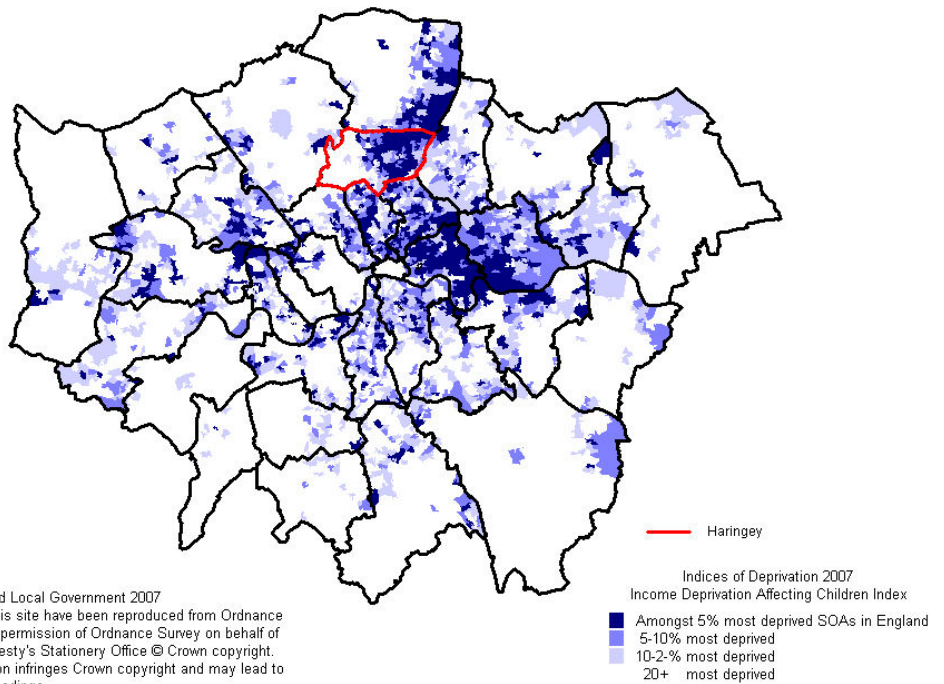 Haringey
Indices of Deprivation 2007
Income Deprivation Affecting Children Index
Amongst 5% most deprived SOAs in England
5-10% most deprived
10-2-% most deprived
20+ most deprived
d Local Government 2007
is site have been reproduced from Ordnance
permission of Ordnance Survey on behalf of
esty's Stationery Office © Crown copyright.
on infringes Crown copyright and may lead to